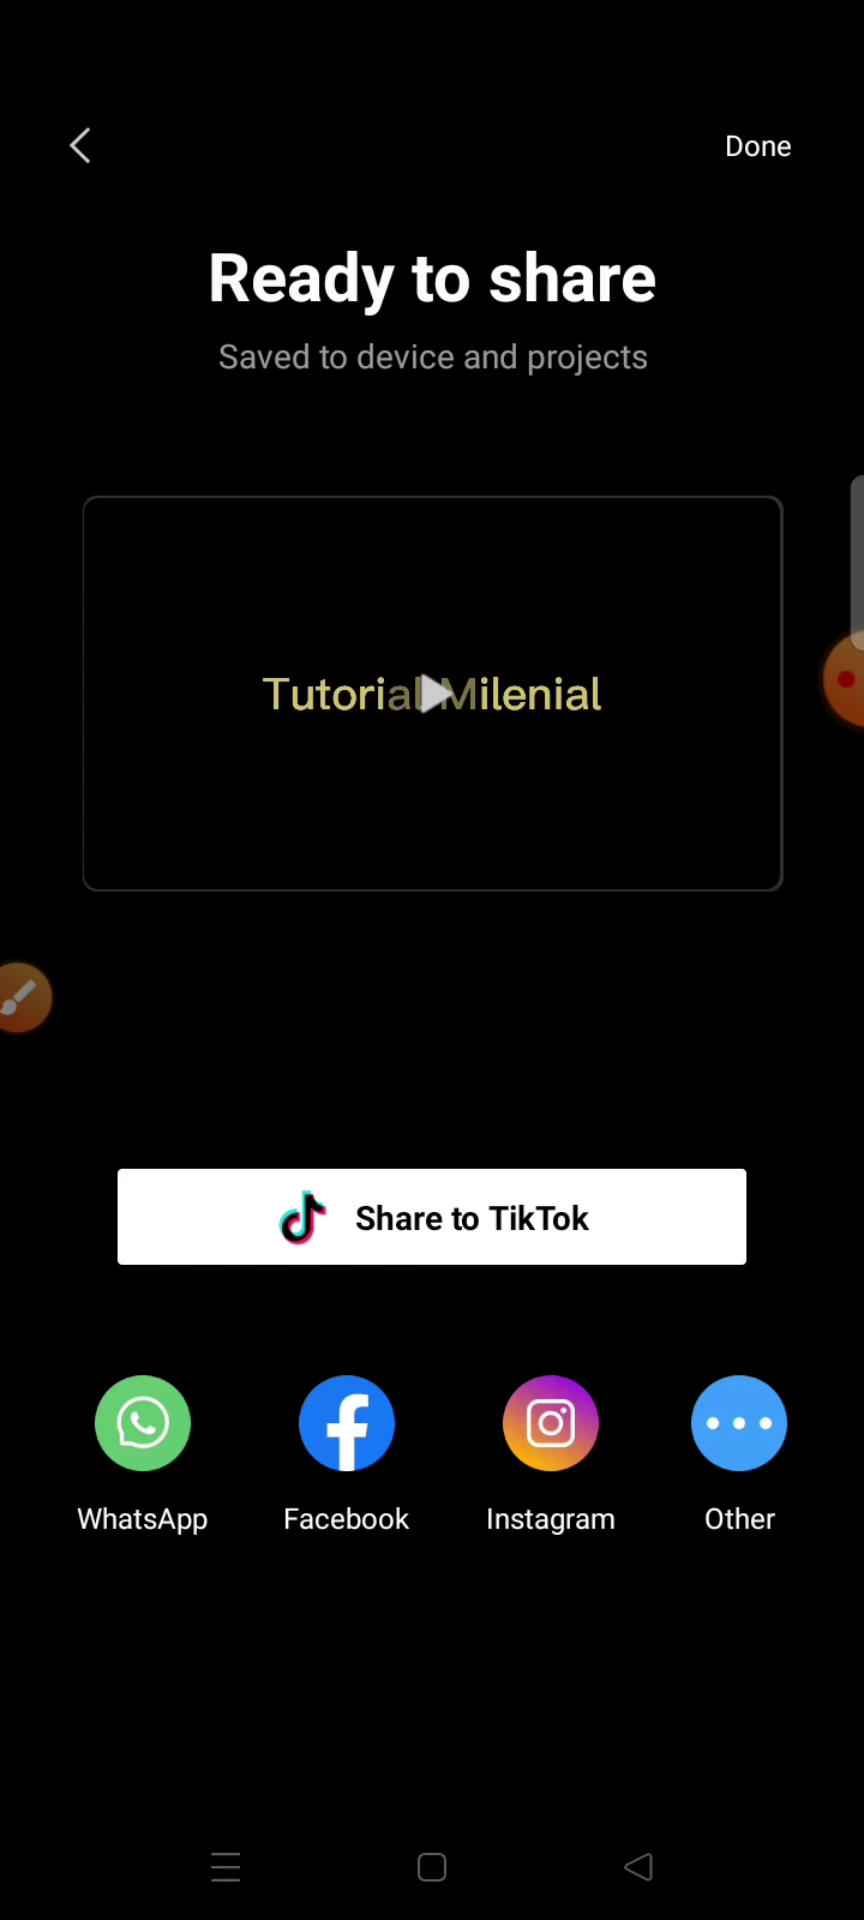 Done
Ready to share
Saved to device and projects
Tutorial Milenial
Share to TikTok
WhatsApp
Facebook
Instagram
Other